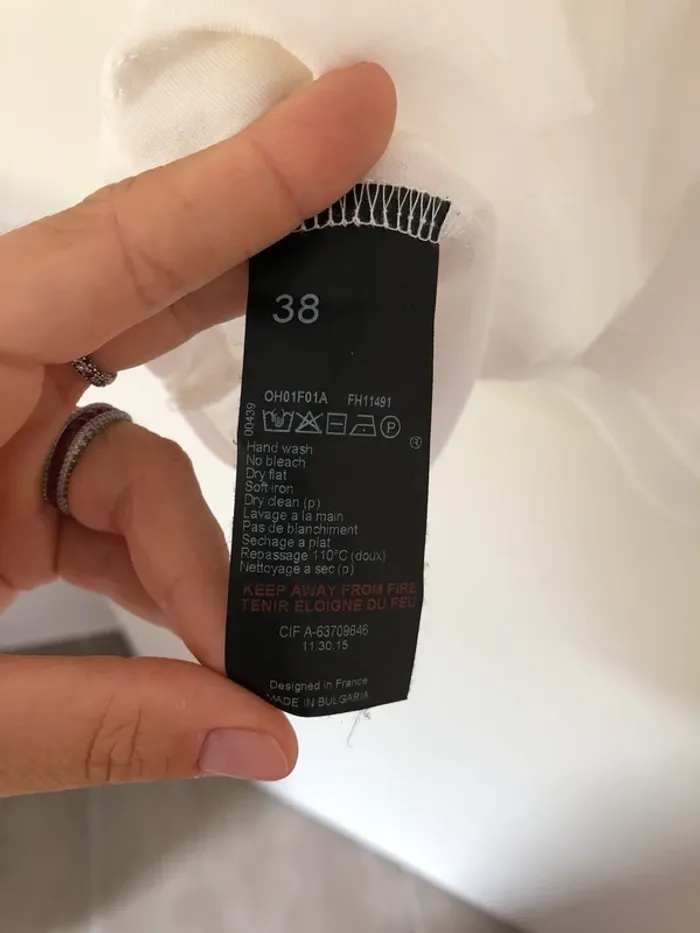 38
OH01F01A FH11491
00439
P
®
Hand wash
No bleach
Dry flat
Soft iron
Dry clean (p)
Lavage a la main
Pas de blanchiment
Sechage a plat
Repassage 110°C (doux)
Nettoyage a sec (p)
KEEP AWAY FROM FIRE
TENIR ELOIGNE DU FEU
CIF A-63709646
11.30.15
Designed in France
MADE IN BULGARIA